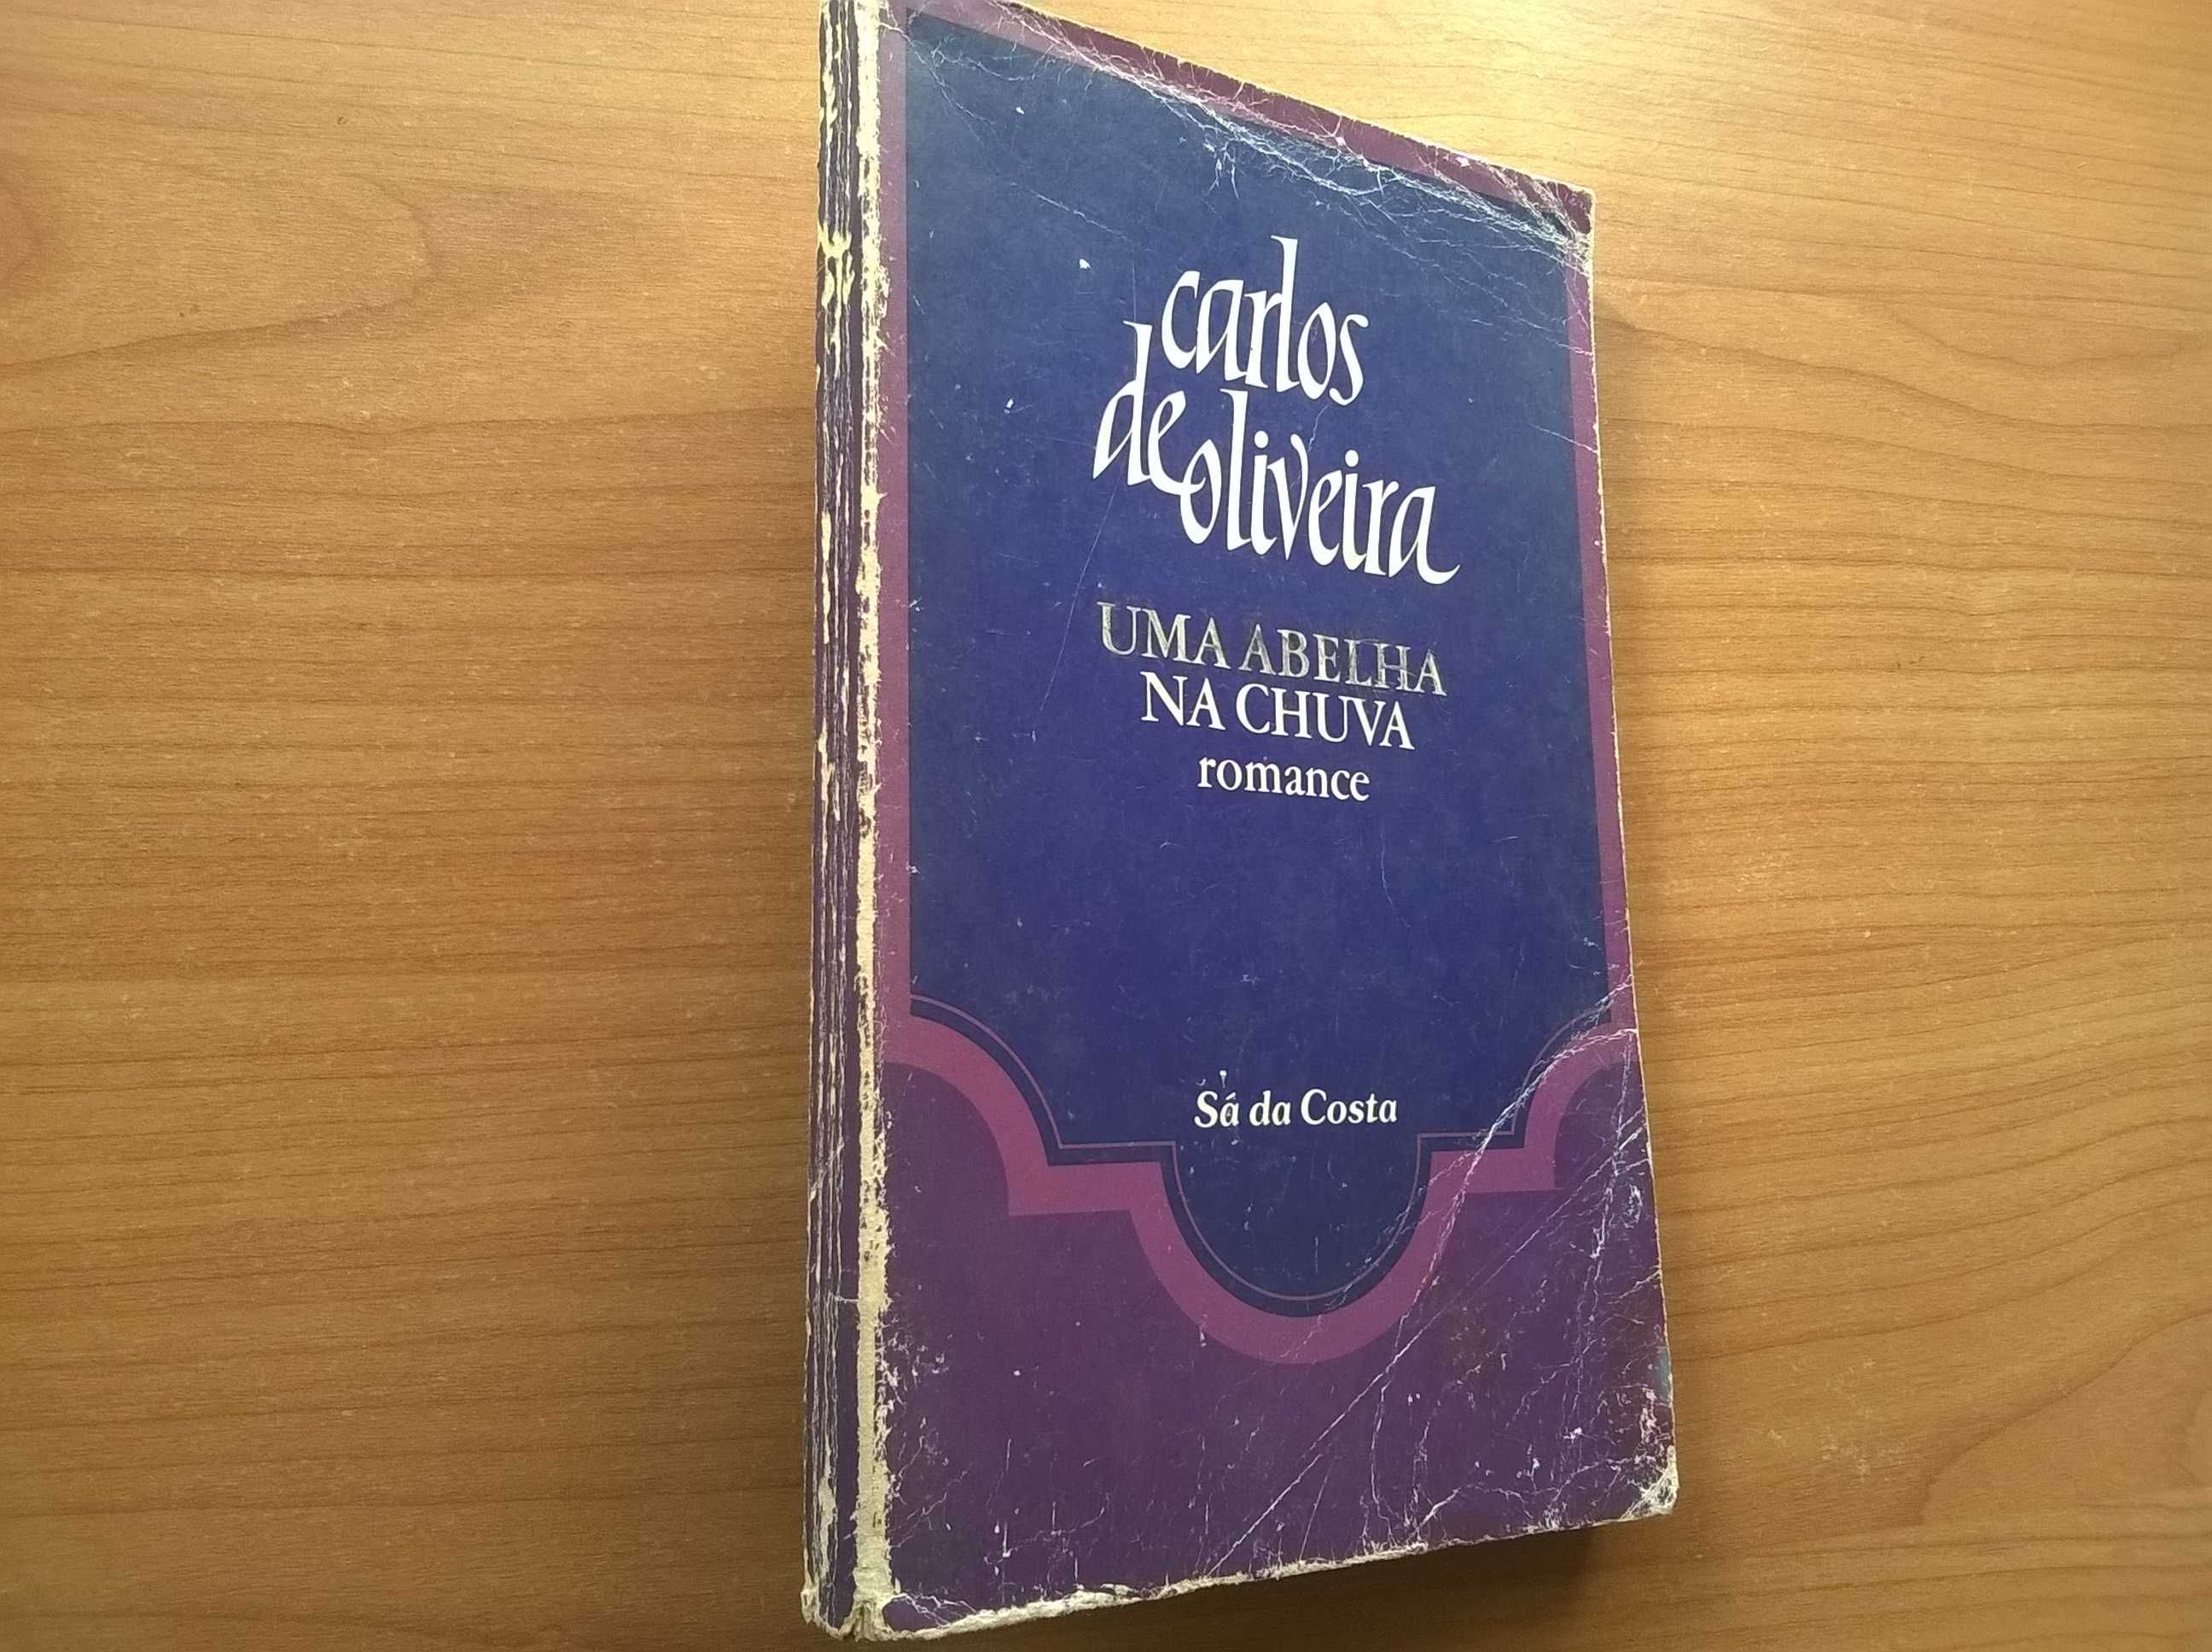 carlos
de oliveira
UMA ABELHA
NA CHUVA
romance
Sá da Costa